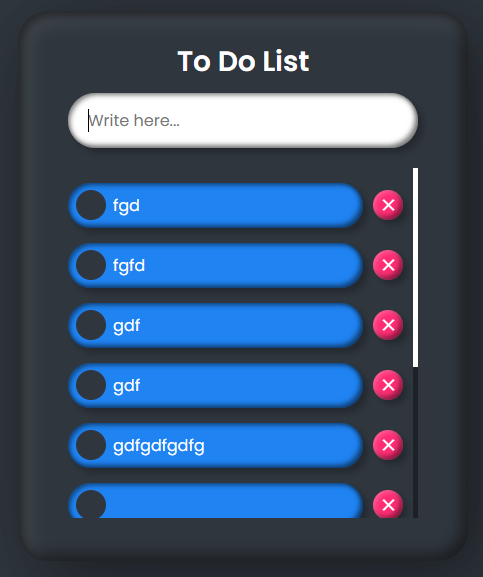 To Do List
Write here...
fgd
fgfd
gdf
gdf
gdfgdfgdfg